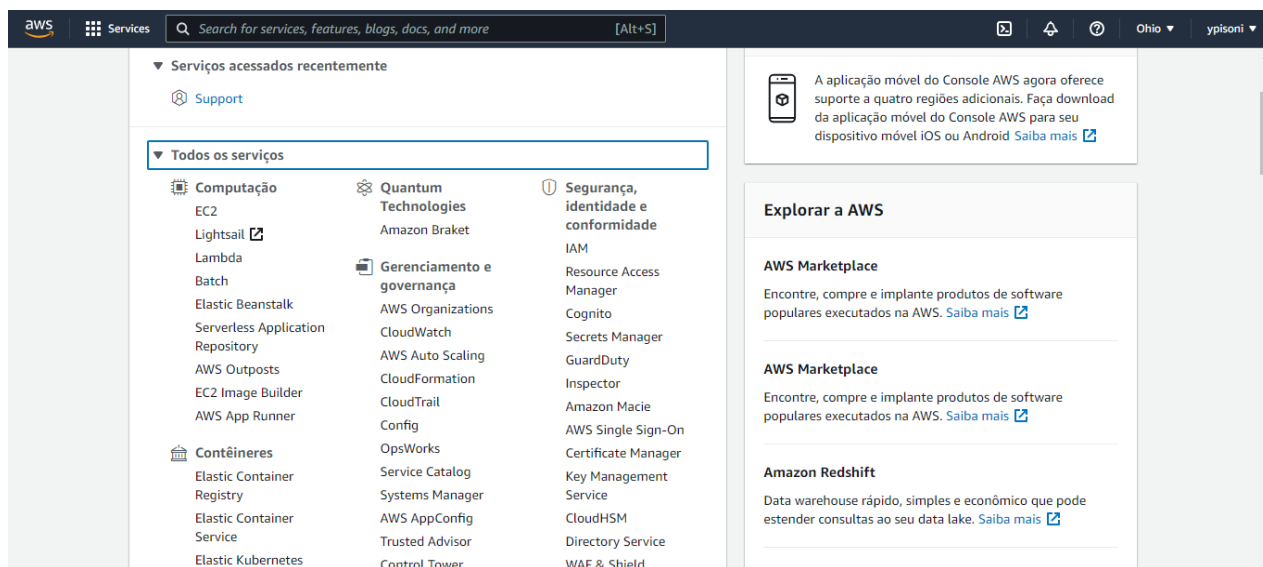 aws
Services
Search for services, features, blogs, docs, and more
[Alt+S]
Ohio ▼
ypisoni ▼
▼ Serviços acessados recentemente
Support
▼ Todos os serviços
Computação
EC2
Lightsail
Lambda
Batch
Elastic Beanstalk
Serverless Application
Repository
AWS Outposts
EC2 Image Builder
AWS App Runner
Contêineres
Elastic Container
Registry
Elastic Container
Service
Elastic Kubernetes
Quantum
Technologies
Amazon Braket
Gerenciamento e
governança
AWS Organizations
CloudWatch
AWS Auto Scaling
CloudFormation
CloudTrail
Config
OpsWorks
Service Catalog
Systems Manager
AWS AppConfig
Trusted Advisor
Control Tower
Segurança,
identidade e
conformidade
IAM
Resource Access
Manager
Cognito
Secrets Manager
GuardDuty
Inspector
Amazon Macie
AWS Single Sign-On
Certificate Manager
Key Management
Service
CloudHSM
Directory Service
WAF & Shield
A aplicação móvel do Console AWS agora oferece
suporte a quatro regiões adicionais. Faça download
da aplicação móvel do Console AWS para seu
dispositivo móvel iOS ou Android Saiba mais
Explorar a AWS
AWS Marketplace
Encontre, compre e implante produtos de software
populares executados na AWS. Saiba mais
AWS Marketplace
Encontre, compre e implante produtos de software
populares executados na AWS. Saiba mais
Amazon Redshift
Data warehouse rápido, simples e econômico que pode
estender consultas ao seu data lake. Saiba mais